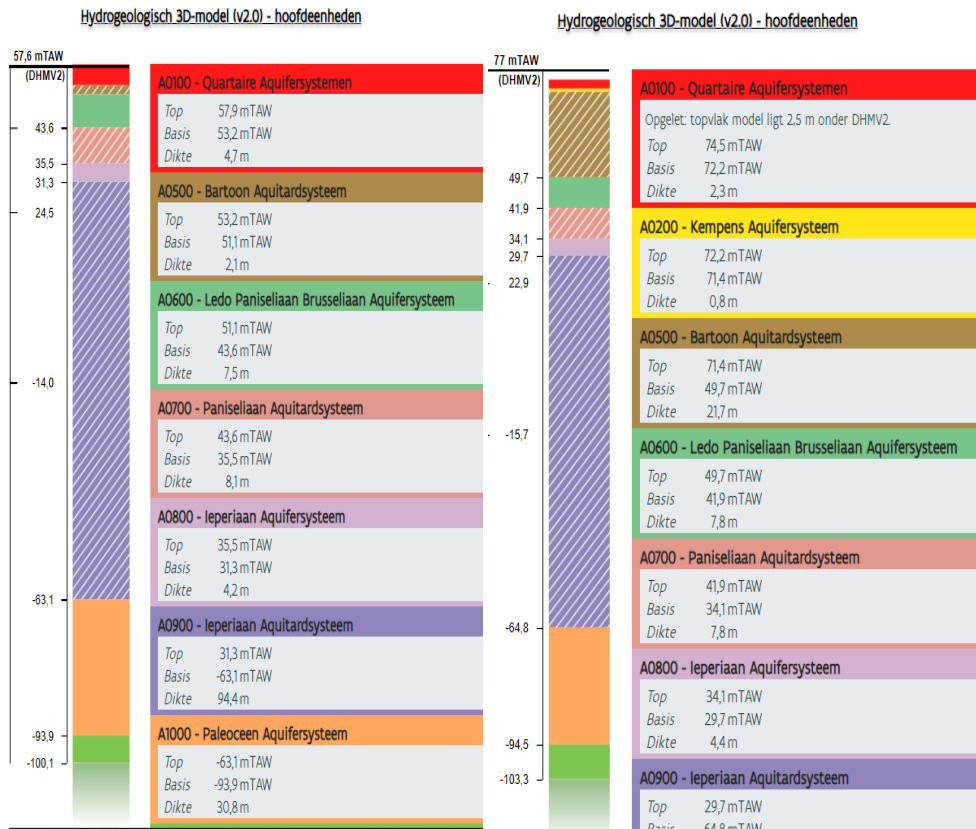 Hydrogeologisch 3D-model (v2.0) - hoofdeenheden
57,6 mTAW
(DHMV2)
43,6
35,5
31,3
24,5
-14,0
-63,1
-93,9
-100,1
A0100 - Quartaire Aquifersystemen
Top 57,9 mTAW
Basis 53,2 mTAW
Dikte 4,7 m
A0500 - Bartoon Aquitardsysteem
Top 53,2 mTAW
Basis 51,1 mTAW
Dikte 2,1 m
A0600 - Ledo Paniseliaan Brusseliaan Aquifersysteem
Top 51,1 mTAW
Basis 43,6 mTAW
Dikte 7,5 m
A0700 - Paniseliaan Aquitardsysteem
Top 43,6 mTAW
Basis 35,5 mTAW
Dikte 8,1 m
A0800 - Ieperiaan Aquifersysteem
Top 35,5 mTAW
Basis 31,3 mTAW
Dikte 4,2 m
A0900 - Ieperiaan Aquitardsysteem
Top 31,3 mTAW
Basis -63,1 mTAW
Dikte 94,4 m
A1000 - Paleoceen Aquifersysteem
Top -63,1 mTAW
Basis -93,9 mTAW
Dikte 30,8 m
Hydrogeologisch 3D-model (v2.0) - hoofdeenheden
77 mTAW
(DHMV2)
49,7
41,9
34,1
29,7
22,9
-15,7
-64,8
-94,5
-103,3
A0100 - Quartaire Aquifersystemen
Opgelet: topvlak model ligt 2,5 m onder DHMV2.
Top 74,5 mTAW
Basis 72,2 mTAW
Dikte 2,3 m
A0200 - Kempens Aquifersysteem
Top 72,2 mTAW
Basis 71,4 mTAW
Dikte 0,8 m
A0500 - Bartoon Aquitardsysteem
Top 71,4 mTAW
Basis 49,7 mTAW
Dikte 21,7 m
A0600 - Ledo Paniseliaan Brusseliaan Aquifersysteem
Top 49,7 mTAW
Basis 41,9 mTAW
Dikte 7,8 m
A0700 - Paniseliaan Aquitardsysteem
Top 41,9 mTAW
Basis 34,1 mTAW
Dikte 7,8 m
A0800 - Ieperiaan Aquifersysteem
Top 34,1 mTAW
Basis 29,7 mTAW
Dikte 4,4 m
A0900 - Ieperiaan Aquitardsysteem
Top 29,7 mTAW
Basis -64,8 mTAW